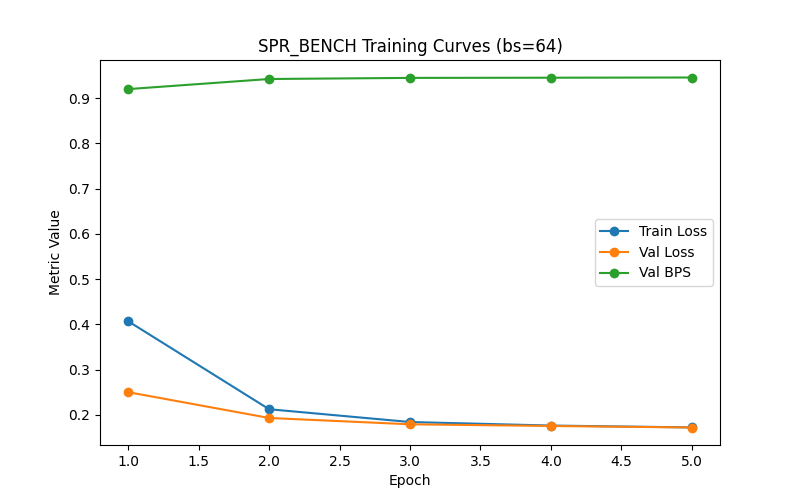 SPR_BENCH Training Curves (bs=64)
Metric Value
0.9
0.8
0.7
0.6
0.5
0.4
0.3
0.2
Train Loss
Val Loss
Val BPS
1.0 1.5 2.0 2.5 3.0 3.5 4.0 4.5 5.0
Epoch